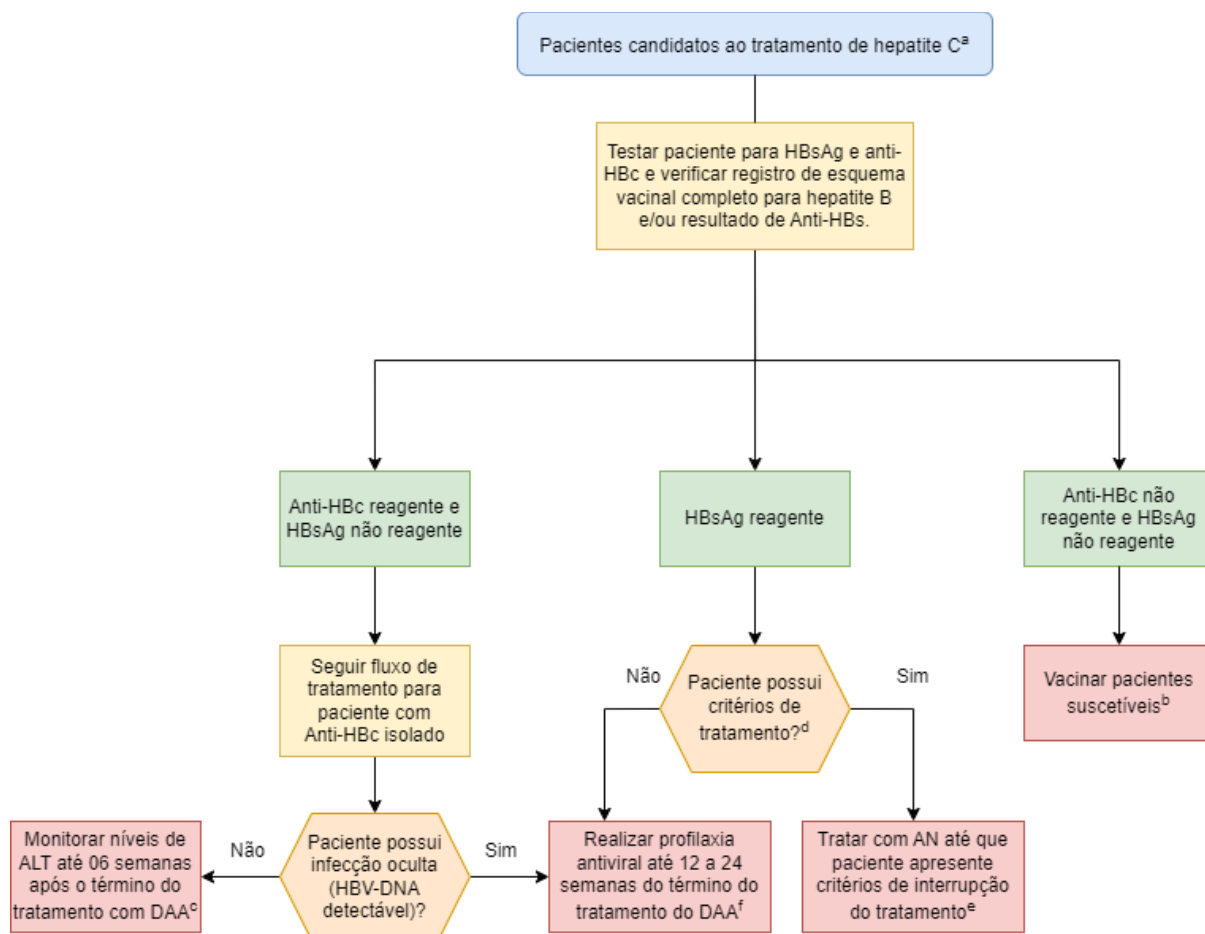 Pacientes candidatos ao tratamento de hepatite Cª
Testar paciente para HBsAg e anti-
HBc e verificar registro de esquema
vacinal completo para hepatite B
e/ou resultado de Anti-HBs.
Anti-HBc reagente e
HBsAg não reagente
HBsAg reagente
Anti-HBc não
reagente e HBsAg
não reagente
Seguir fluxo de
tratamento para
paciente com
Anti-HBc isolado
Não
Paciente possui
critérios de
tratamento?ᵈ
Sim
Vacinar pacientes
suscetíveisᵇ
Monitorar níveis de
ALT até 06 semanas
após o término do
tratamento com DAAᶜ
Não
Paciente possui
infecção oculta
(HBV-DNA
detectável)?
Sim
Realizar profilaxia
antiviral até 12 a 24
semanas do término do
tratamento do DAAᶠ
Tratar com AN até que
paciente apresente
critérios de interrupção
do tratamentoᵉ